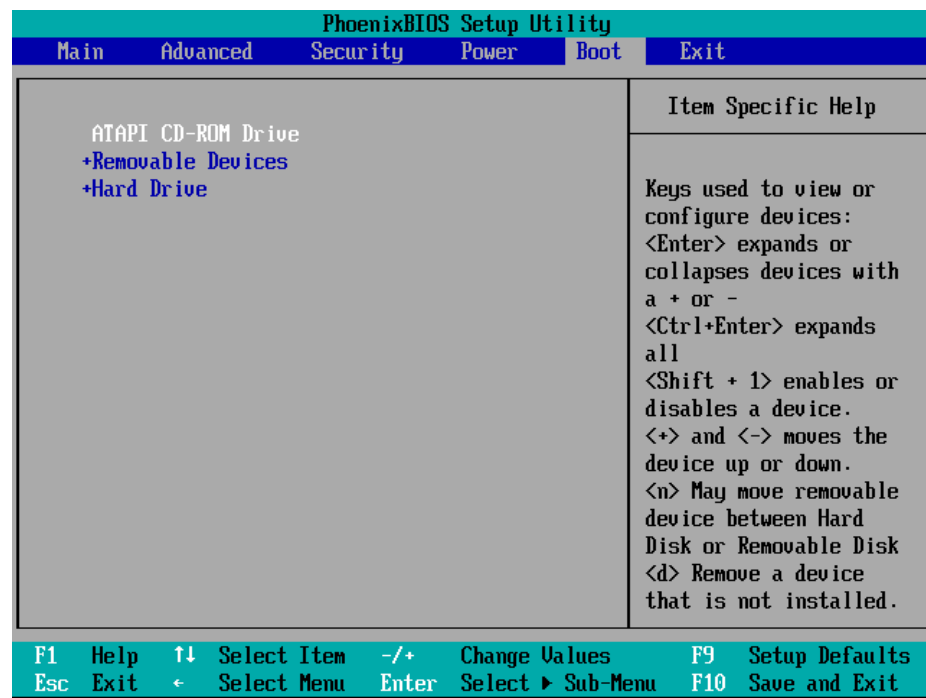 PhoenixBIOS Setup Utility
Main Advanced Security Power Boot Exit
ATAPI CD-ROM Drive
+Removable Devices
+Hard Drive
Item Specific Help
Keys used to view or
configure devices:
<Enter> expands or
collapses devices with
a + or -
<Ctrl+Enter> expands
all
<Shift + 1> enables or
disables a device.
<+> and <-> moves the
device up or down.
<n> May move removable
device between Hard
Disk or Removable Disk
<d> Remove a device
that is not installed.
F1 Help ↑↓ Select Item -/+ Change Values F9 Setup Defaults
Esc Exit ← Select Menu Enter Select ▶ Sub-Menu F10 Save and Exit